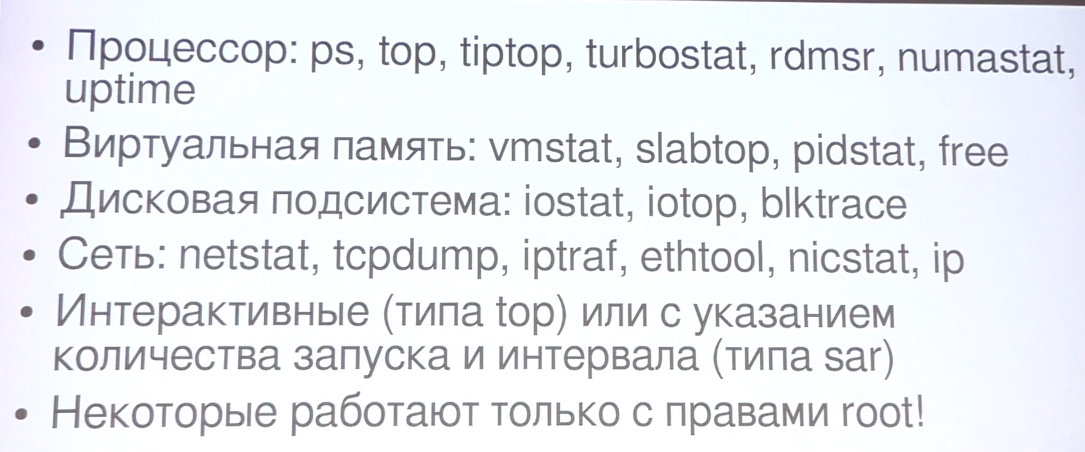 • Процессор: ps, top, tiptop, turbostat, rdmsr, numastat,
uptime
• Виртуальная память: vmstat, slabtop, pidstat, free
• Дисковая подсистема: iostat, iotop, blktrace
• Сеть: netstat, tcpdump, iptraf, ethtool, nicstat, ip
• Интерактивные (типа top) или с указанием
количества запуска и интервала (типа sar)
• Некоторые работают только с правами root!